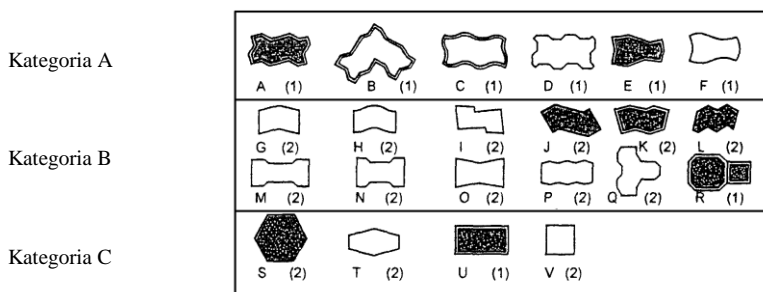 Kategoria A
A (1) B (1) C (1) D (1) E (1) F (1)
Kategoria B
G (2) H (2) I (2) J (2) K (2) L (2)
M (2) N (2) O (2) P (2) Q (2) R (1)
Kategoria C
S (2) T (2) U (1) V (2)